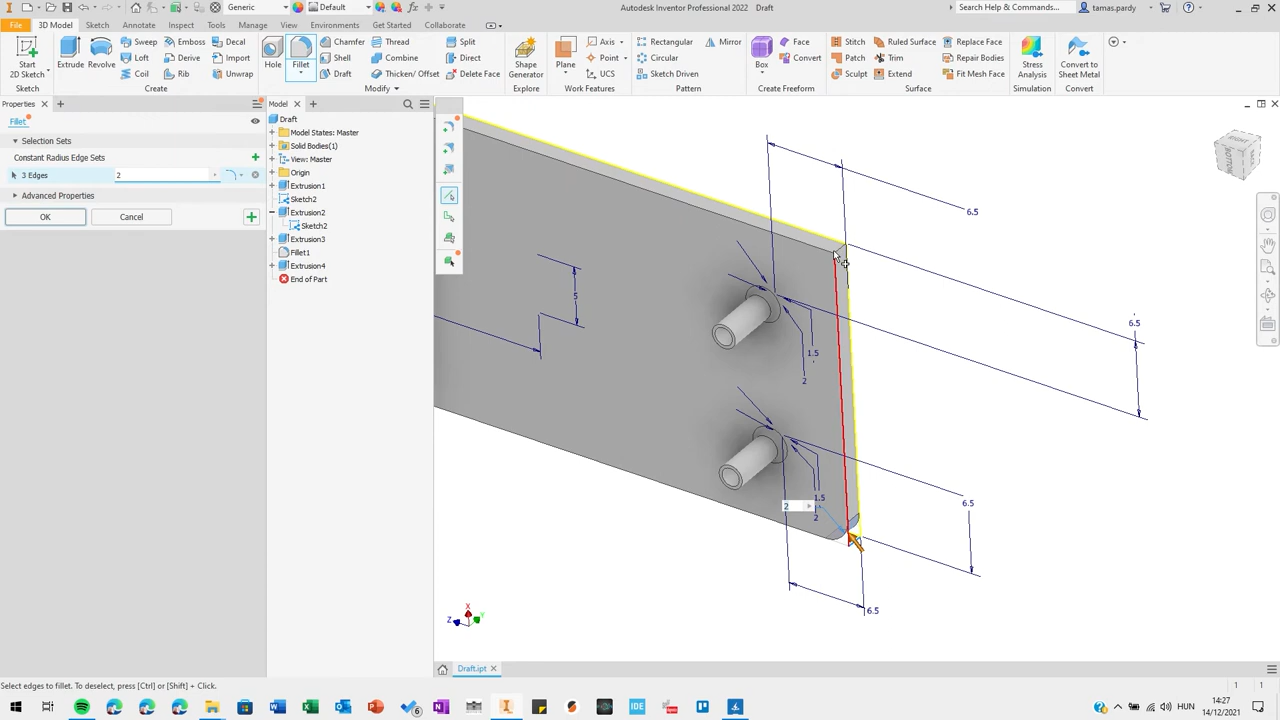 Generic
Default
Autodesk Inventor Professional 2022   Draft
Search Help & Commands...
tamas.pardy
File
3D Model
Sketch
Annotate
Inspect
Tools
Manage
View
Environments
Get Started
Collaborate
Start
2D Sketch
Extrude
Revolve
Sweep
Loft
Coil
Emboss
Derive
Rib
Decal
Import
Unwrap
Hole
Fillet
Chamfer
Shell
Draft
Thread
Combine
Thicken/ Offset
Split
Direct
Delete Face
Shape
Generator
Plane
Axis
Point
UCS
Rectangular
Circular
Sketch Driven
Mirror
Box
Face
Convert
Stitch
Patch
Sculpt
Ruled Surface
Trim
Extend
Replace Face
Repair Bodies
Fit Mesh Face
Stress
Analysis
Convert to
Sheet Metal
Sketch
Create
Modify
Explore
Work Features
Pattern
Create Freeform
Surface
Simulation
Convert
Properties
Fillet
Selection Sets
Constant Radius Edge Sets
3 Edges
2
Advanced Properties
OK
Cancel
Model
Draft
Model States: Master
Solid Bodies(1)
View: Master
Origin
Extrusion1
Sketch2
Extrusion2
Sketch2
Extrusion3
Fillet1
Extrusion4
End of Part
6.5
5
6.5
1.5
2
6.5
2
1.5
2
6.5
X
Z
Y
Draft.ipt
Select edges to fillet. To deselect, press [Ctrl] or [Shift] + Click.
1
1
IDE
HUN
14:27
14/12/2021